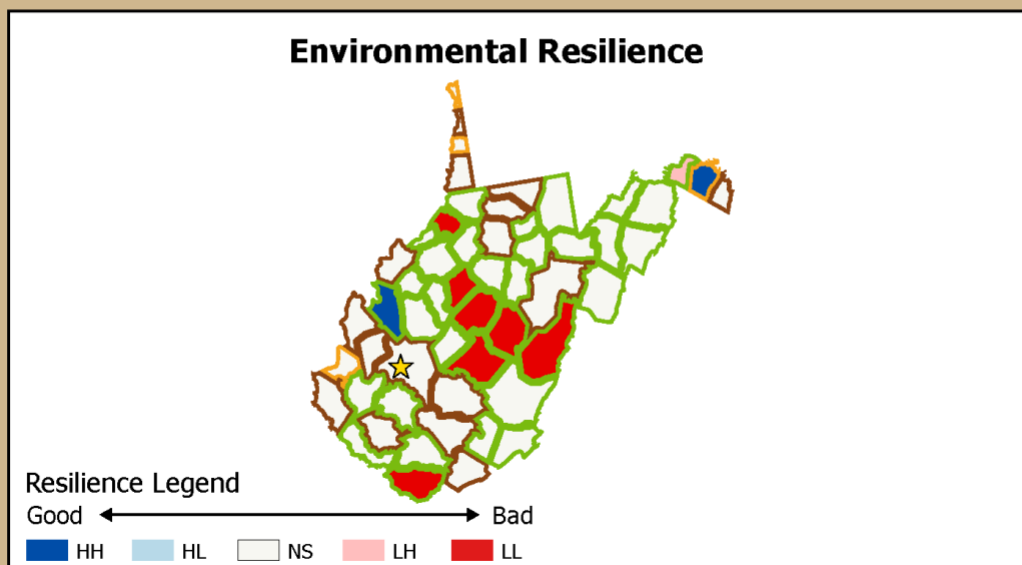 Environmental Resilience
Resilience Legend
Good Bad
HH HL NS LH LL